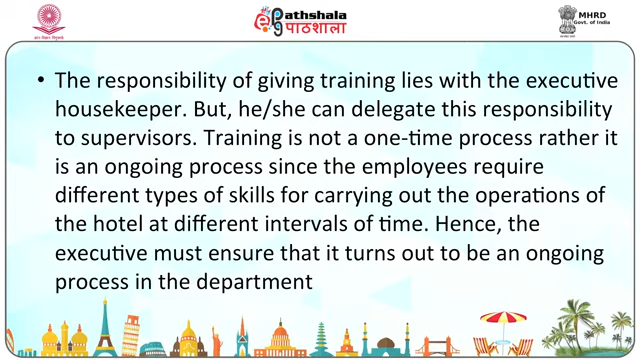 Pathshala
पाठशाला
MHRD
Govt. of India
• The responsibility of giving training lies with the executive
housekeeper. But, he/she can delegate this responsibility
to supervisors. Training is not a one-time process rather it
is an ongoing process since the employees require
different types of skills for carrying out the operations of
the hotel at different intervals of time. Hence, the
executive must ensure that it turns out to be an ongoing
process in the department